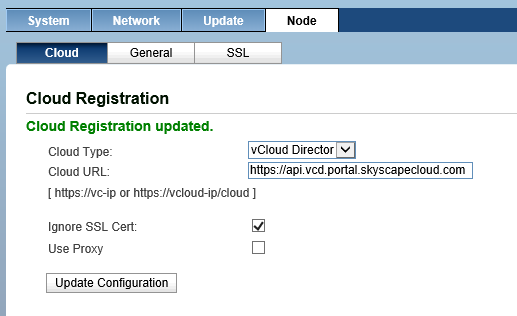 System Network Update Node
Cloud General SSL
Cloud Registration
Cloud Registration updated.
Cloud Type: vCloud Director
Cloud URL: https://api.vcd.portal.skyscapecloud.com
[ https://vc-ip or https://vcloud-ip/cloud ]
Ignore SSL Cert:
Use Proxy
Update Configuration